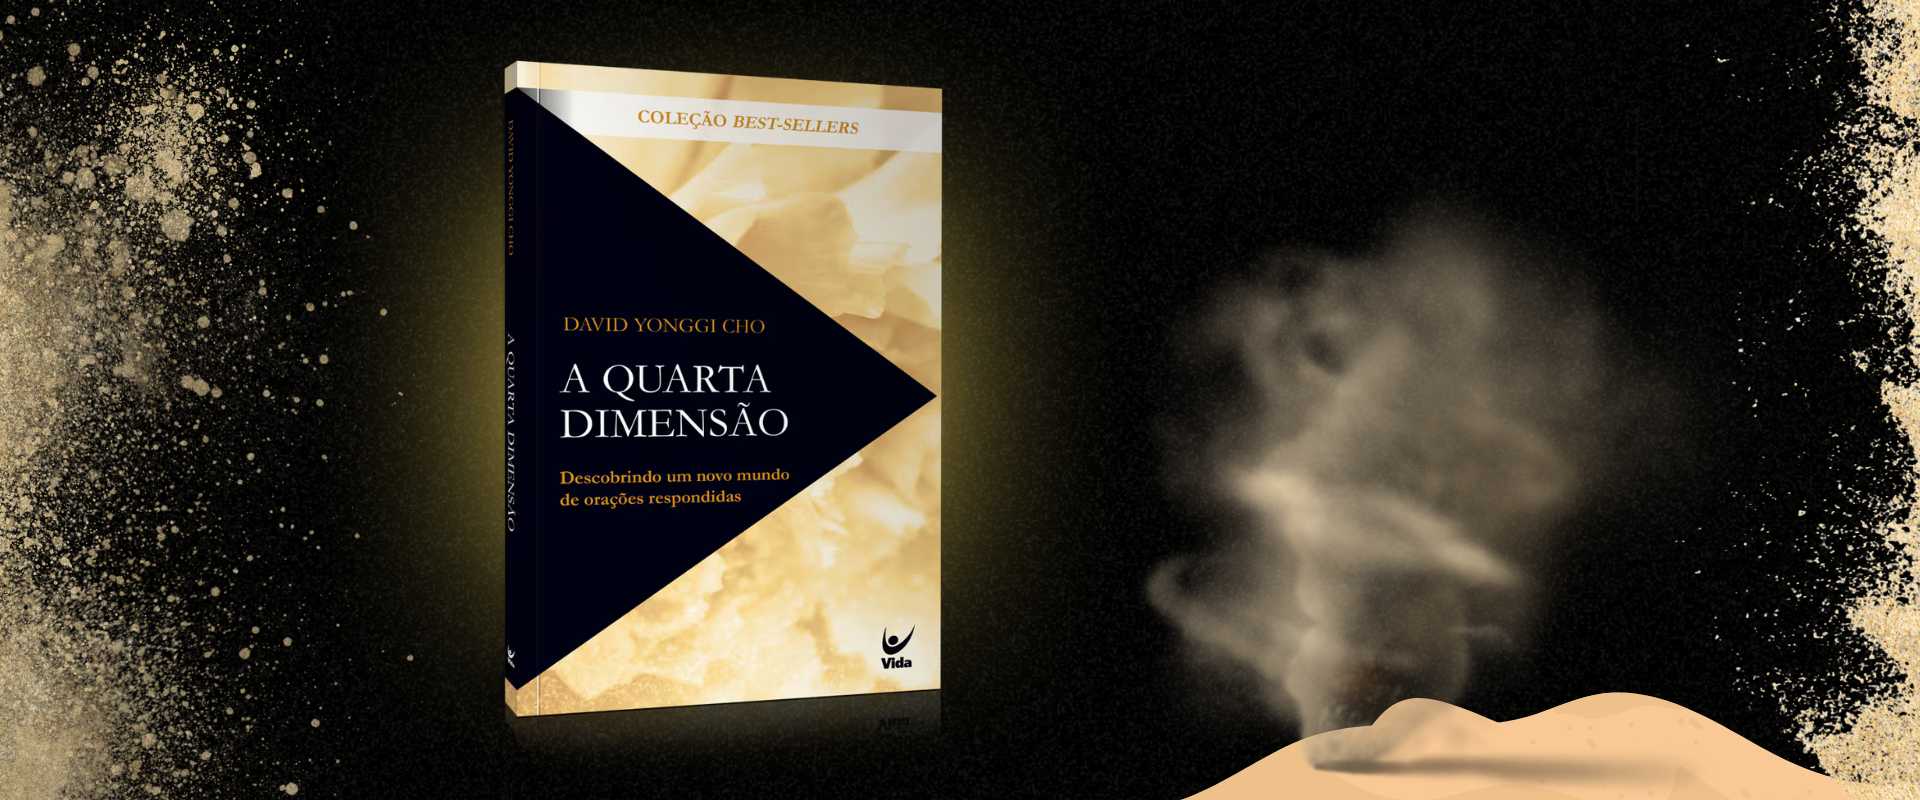 COLEÇÃO BEST-SELLERS
DAVID YONGGI CHO
A QUARTA
DIMENSÃO
Descobrindo um novo mundo
de orações respondidas
Vida
DAVID YONGGI CHO
A QUARTA DIMENSÃO